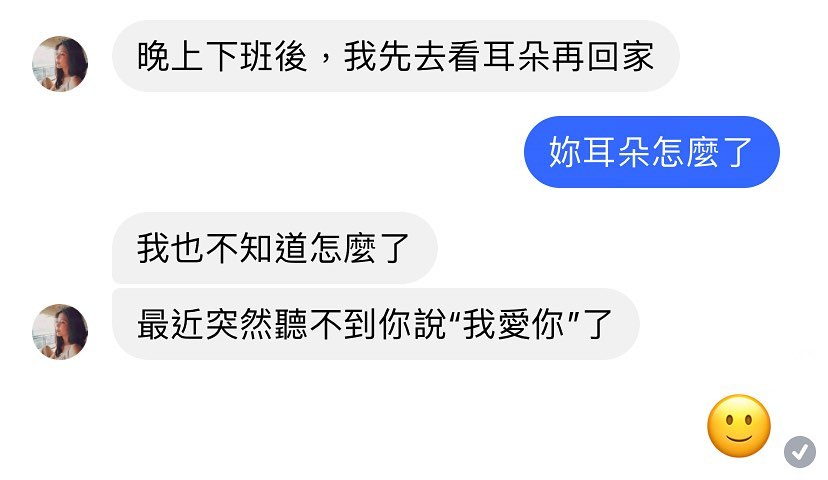 晚上下班後，我先去看耳朵再回家
妳耳朵怎麼了
我也不知道怎麼了
最近突然聽不到你說“我愛你”了